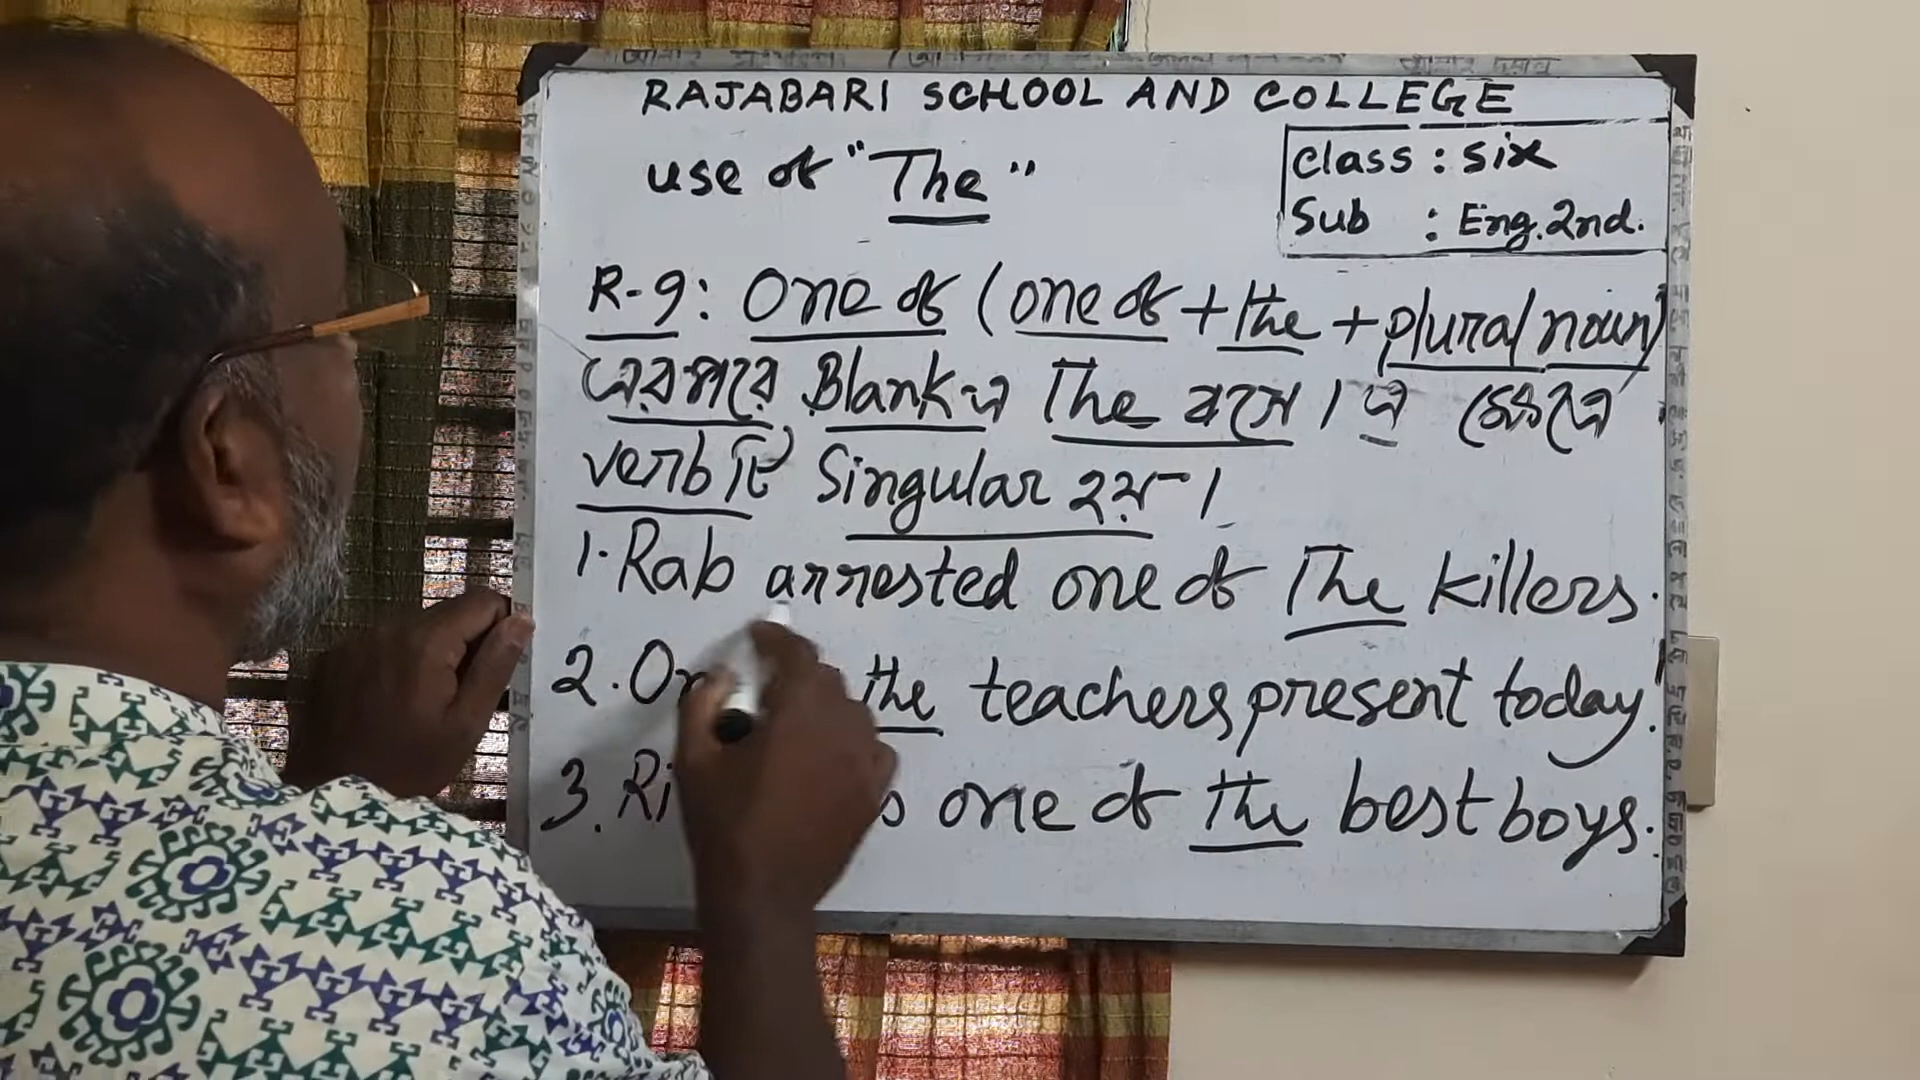 RAJABARI SCHOOL AND COLLEGE
use of "The"
Class : Six
Sub : Eng. 2nd.
R-9: One of (one of + the + plural noun)
এরপরে Blank এ The বসে । এ ক্ষেত্রে
verb টি Singular হয় ।
1. Rab arrested one of The killers.
2. the teachers present today.
3. one of the best boys.